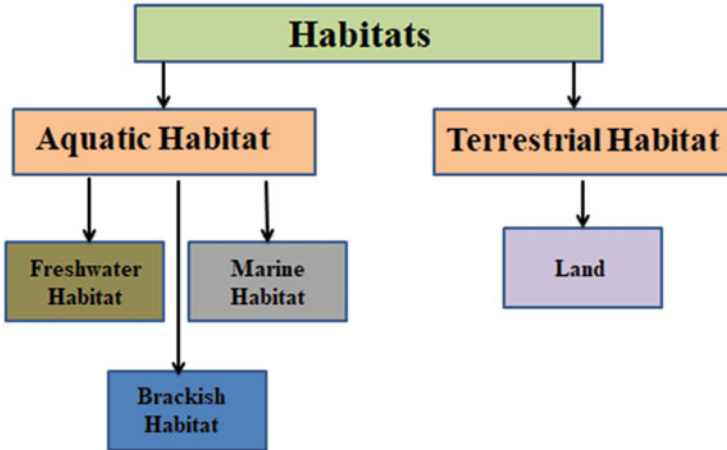 Habitats
Aquatic Habitat
Terrestrial Habitat
Freshwater
Habitat
Marine
Habitat
Land
Brackish
Habitat